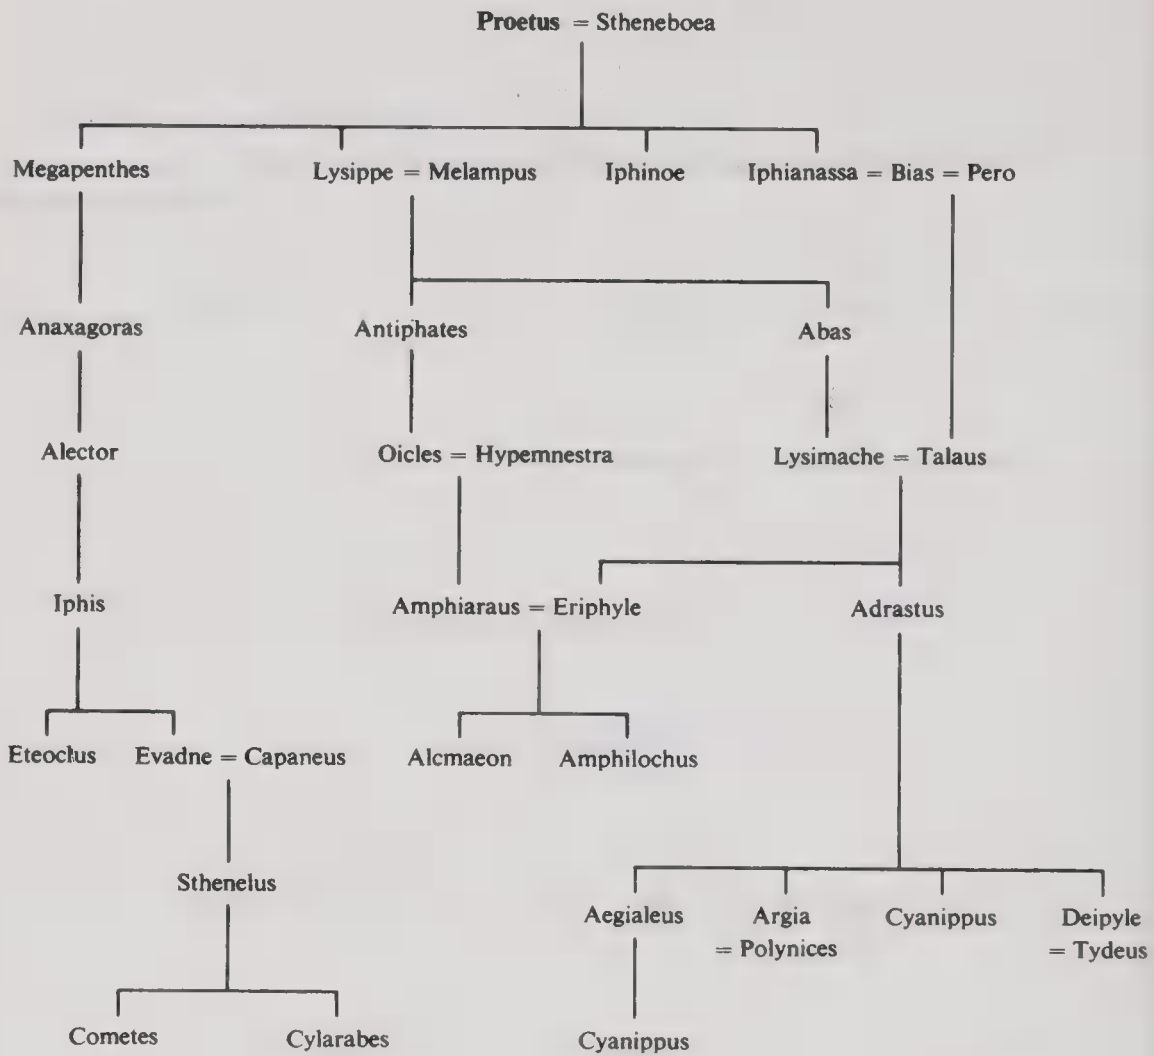 Proetus = Stheneboea
Megapenthes Lysippe = Melampus Iphinoe Iphianassa = Bias = Pero
Anaxagoras Antiphates Abas
Alector Oicles = Hypemnestra Lysimache = Talaus
Iphis Amphiaraus = Eriphyle Adrastus
Eteoclus Evadne = Capaneus Alcmaeon Amphilochus
Sthenelus
Aegialeus Argia Cyanippus Deipyle
= Polynices = Tydeus
Cometes Cylarabes Cyanippus